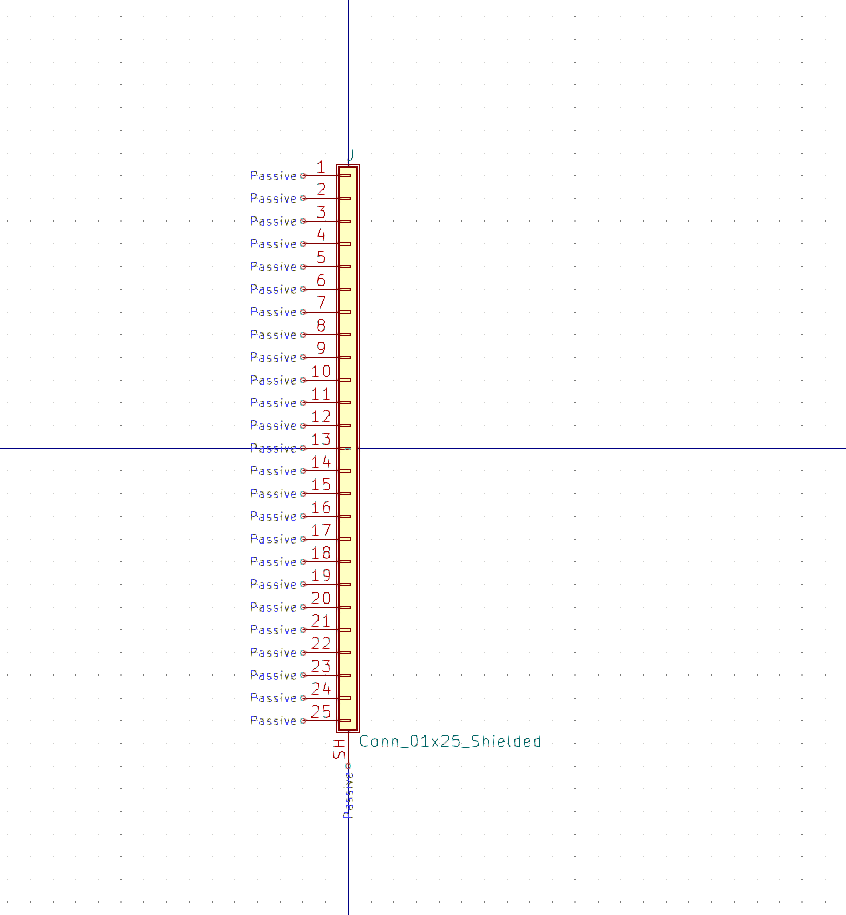 J
Passive 1
Passive 2
Passive 3
Passive 4
Passive 5
Passive 6
Passive 7
Passive 8
Passive 9
Passive 10
Passive 11
Passive 12
Passive 13
Passive 14
Passive 15
Passive 16
Passive 17
Passive 18
Passive 19
Passive 20
Passive 21
Passive 22
Passive 23
Passive 24
Passive 25
SH
Conn_01x25_Shielded
Passive